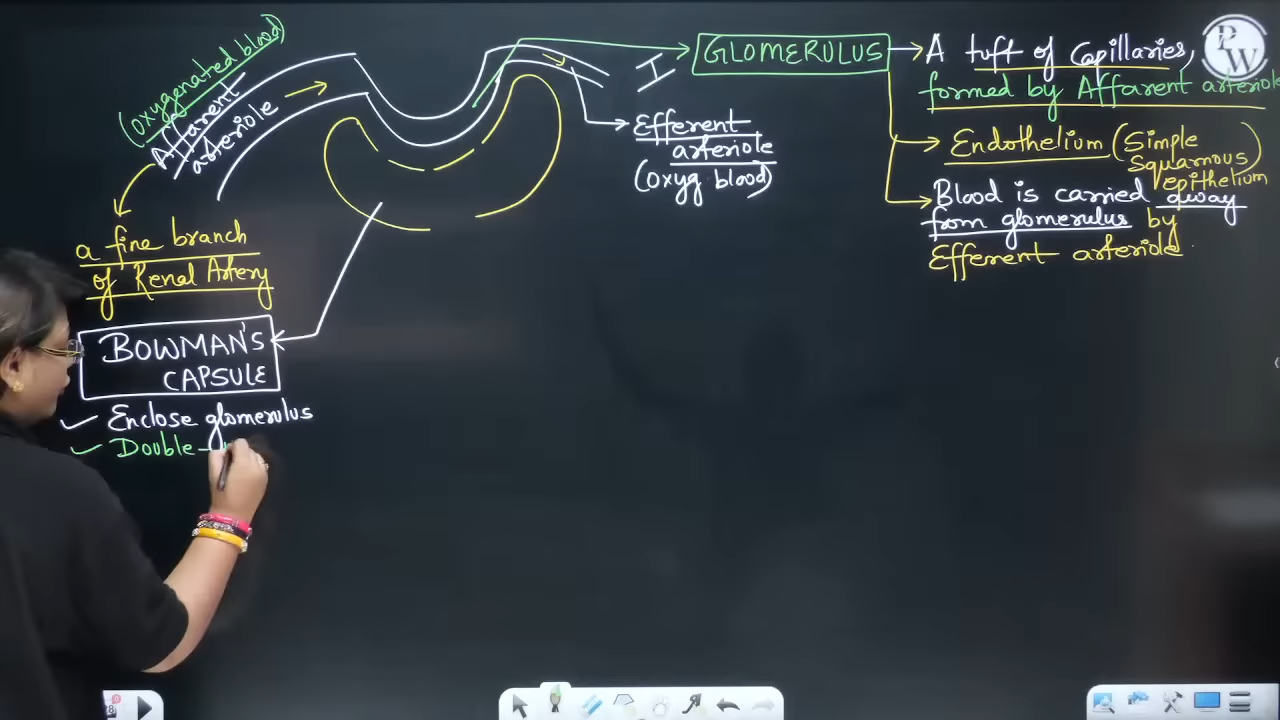 (oxygenated blood)
Affarent
arteriole
a fine branch
of Renal Artery
BOWMAN'S
CAPSULE
Enclose glomerulus
Double-
Efferent
arteriole
(oxyg blood)
GLOMERULUS
A tuft of capillaries,
formed by Affarent arteriole
Endothelium (Simple
Squamous
epithelium)
Blood is carried away
from glomerulus by
Efferent arteriole
PW